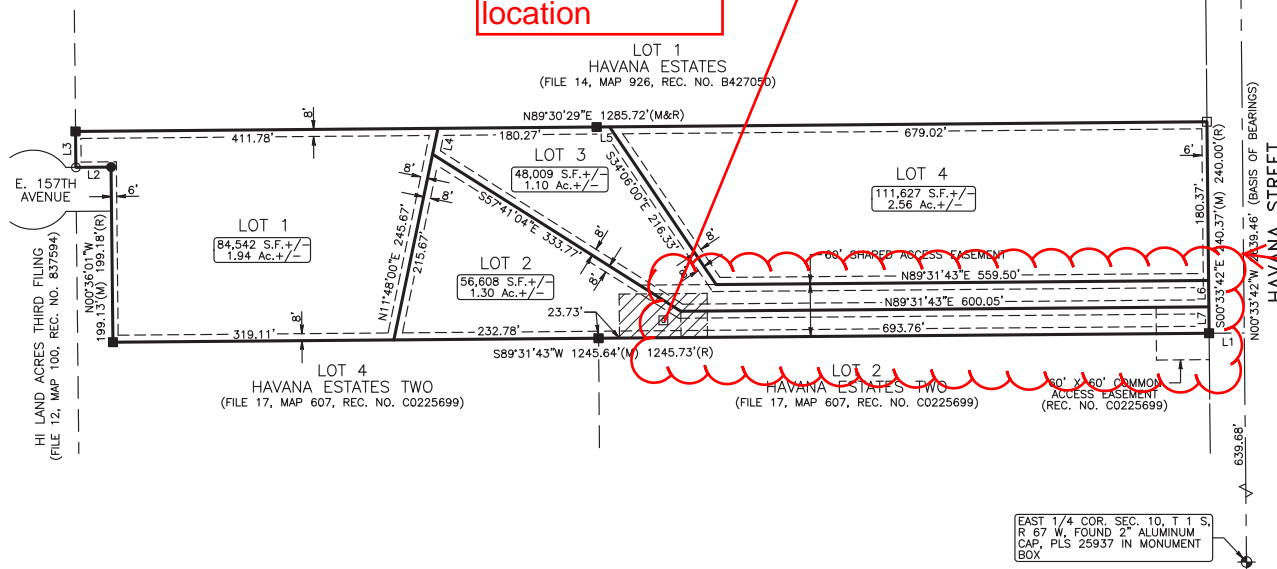 location
LOT 1
HAVANA ESTATES
(FILE 14, MAP 926, REC. NO. B427050)
N89°30'29"E 1285.72'(M&R)
8'
411.78'
180.27'
679.02'
L3
L2
L4
L5
6'
6'
E. 157TH
AVENUE
HI LAND ACRES THIRD FILING
(FILE 12, MAP 100, REC. NO. 837594)
N00°36'01"W
199.13'(M) 199.18'(R)
LOT 1
84,542 S.F.+/-
1.94 Ac.+/-
N11°48'00"E 245.67'
215.67'
8'
8'
LOT 3
48,009 S.F.+/-
1.10 Ac.+/-
S57°41'04"E 333.77'
8'
8'
S34°06'00"E 216.33'
8'
8'
LOT 2
56,608 S.F.+/-
1.30 Ac.+/-
LOT 4
111,627 S.F.+/-
2.56 Ac.+/-
180.37'
S00°33'42"E 240.37'(M) 240.00'(R)
N00°33'42"W 2639.46' (BASIS OF BEARINGS)
HAVANA STREET
60' SHARED ACCESS EASEMENT
N89°31'43"E 559.50'
N89°31'43"E 600.05'
L6
L7
L1
8'
319.11'
232.78'
23.73'
693.76'
S89°31'43"W 1245.64'(M) 1245.73'(R)
LOT 4
HAVANA ESTATES TWO
(FILE 17, MAP 607, REC. NO. C0225699)
LOT 2
HAVANA ESTATES TWO
(FILE 17, MAP 607, REC. NO. C0225699)
60' X 60' COMMON
ACCESS EASEMENT
(REC. NO. C0225699)
639.68'
EAST 1/4 COR. SEC. 10, T 1 S,
R 67 W, FOUND 2" ALUMINUM
CAP, PLS 25937 IN MONUMENT
BOX